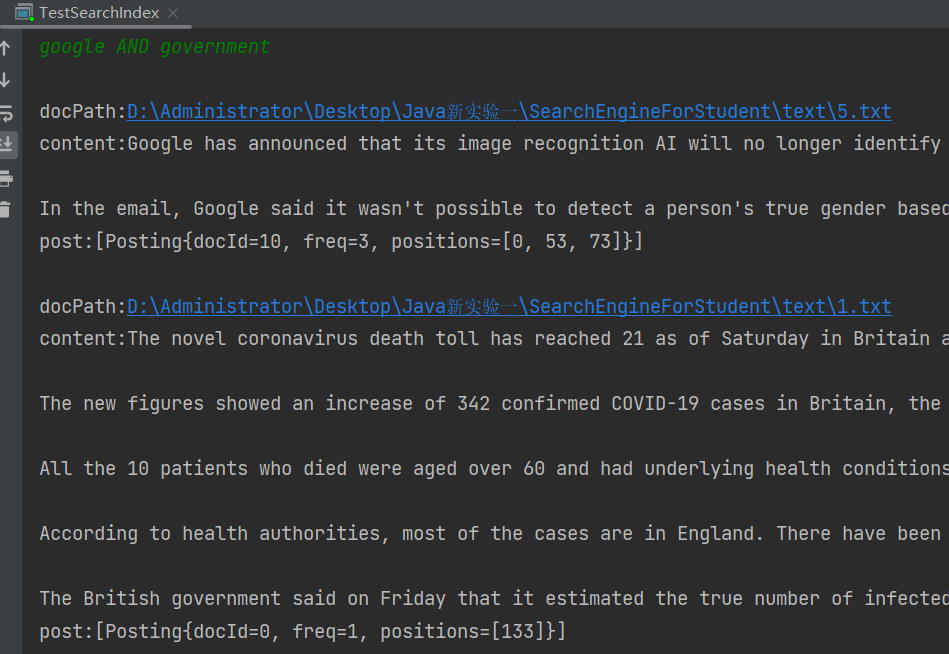 TestSearchIndex
google AND government
docPath:D:\Administrator\Desktop\Java新实验一\SearchEngineForStudent\text\5.txt
content:Google has announced that its image recognition AI will no longer identify
In the email, Google said it wasn't possible to detect a person's true gender based
post:[Posting{docId=10, freq=3, positions=[0, 53, 73]}]
docPath:D:\Administrator\Desktop\Java新实验一\SearchEngineForStudent\text\1.txt
content:The novel coronavirus death toll has reached 21 as of Saturday in Britain a
The new figures showed an increase of 342 confirmed COVID-19 cases in Britain, the
All the 10 patients who died were aged over 60 and had underlying health conditions
According to health authorities, most of the cases are in England. There have been
The British government said on Friday that it estimated the true number of infected
post:[Posting{docId=0, freq=1, positions=[133]}]